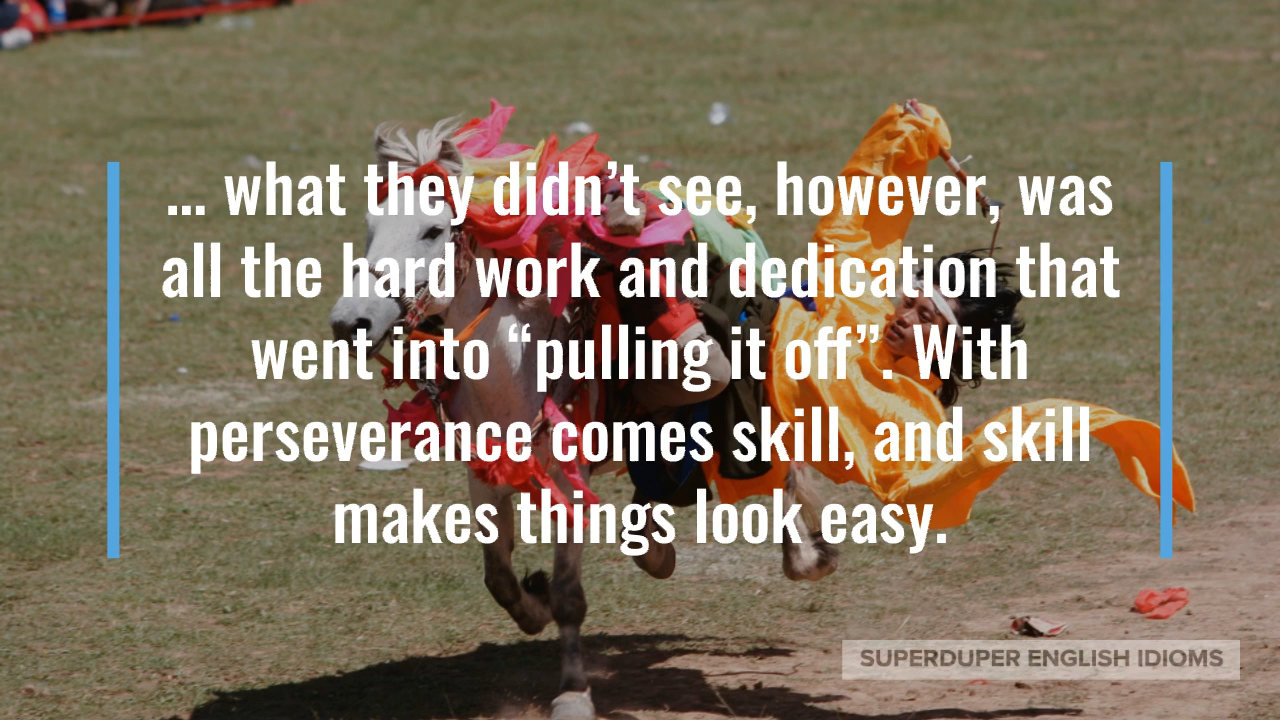 ... what they didn’t see, however, was
all the hard work and dedication that
went into “pulling it off”. With
perseverance comes skill, and skill
makes things look easy.
SUPERDUPER ENGLISH IDIOMS